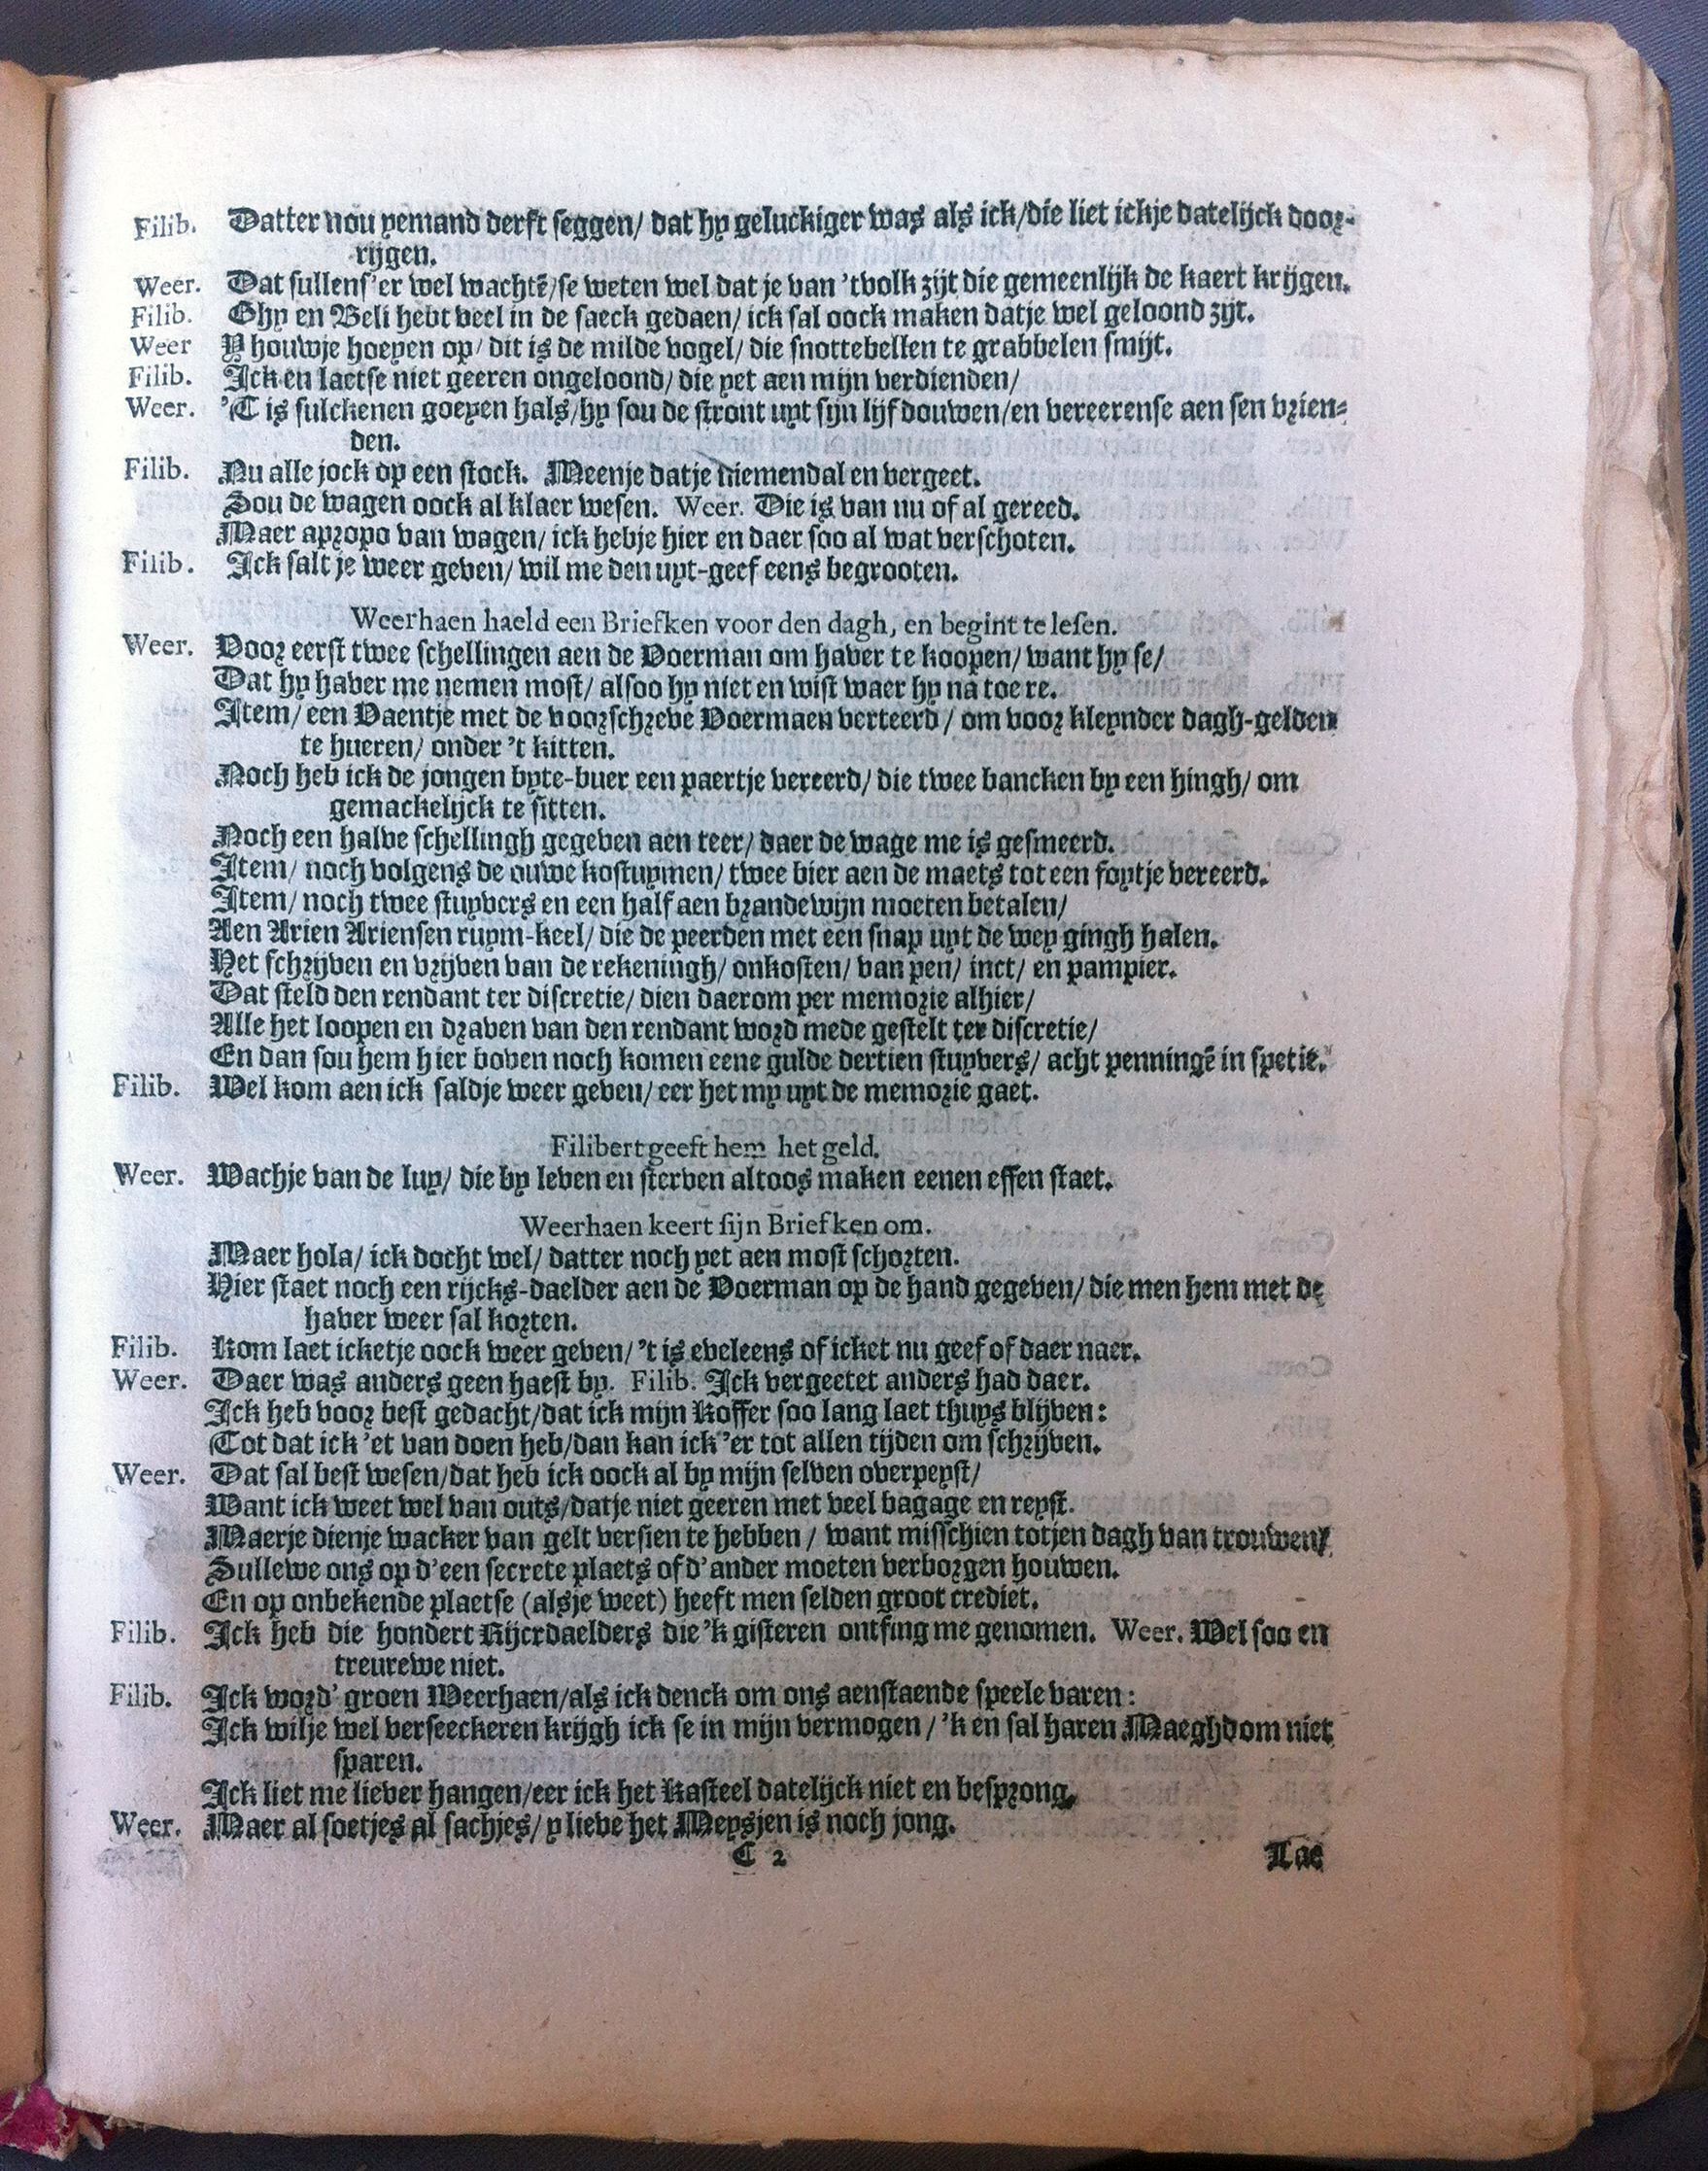 Filib. Datter nou yemand derft seggen/ dat hy geluckiger was als ick/die liet ickje datelijck door-
rijgen.
Weer. Dat sullens'er wel wachtē/se weten wel dat je van 'tvolk zijt die gemeenlijk de kaert krijgen.
Filib. Ghy en Beli hebt veel in de saeck gedaen/ ick sal oock maken datje wel geloond zijt.
Weer Y houwje hoeyen op/ dit is de milde vogel/ die snottebellen te grabbelen smijt.
Filib. Ick en laetse niet geeren ongeloond/ die yet aen mijn verdienden/
Weer. 'T is sulckenen goeyen hals/hy sou de stront uyt sijn lijf douwen/en vereerense aen sen vrien-
den.
Filib. Nu alle jock op een stock. Meenje datje niemendal en vergeet.
Sou de wagen oock al klaer wesen. Weer. Die is van nu of al gereed.
Maer apropo van wagen/ ick hebje hier en daer soo al wat verschoten.
Filib. Ick salt je weer geven/ wil me den uyt-geef eens begrooten.
Weerhaen haeld een Briefken voor den dagh, en begint te lesen.
Weer. Voor eerst twee schellingen aen de Voerman om haver te koopen/ want hy se/
Dat hy haver me nemen most/ alsoo hy niet en wist waer hy na toe re.
Item/ een Vaentje met de voorschreve Voermaen verteerd/ om voor kleynder dagh-gelden
te hueren/ onder 't kitten.
Noch heb ick de jongen byte-buer een paertje vereerd/ die twee bancken by een hingh/ om
gemackelijck te sitten.
Noch een halve schellingh gegeven aen teer/ daer de wage me is gesmeerd.
Item/ noch volgens de ouwe kostuymen/ twee bier aen de maets tot een foytje vereerd.
Item/ noch twee stuyvers en een half aen brandewijn moeten betalen/
Aen Arien Ariensen ruym-keel/ die de peerden met een snap uyt de wey gingh halen.
Het schrijven en vrijven van de rekeningh/ onkosten/ van pen/ inct/ en pampier.
Dat steld den rendant ter discretie/ dien daerom per memorie alhier/
Alle het loopen en draven van den rendant word mede gestelt ter discretie/
En dan sou hem hier boven noch komen eene gulde dertien stuyvers/ acht penningē in spetie.
Filib. Wel kom aen ick saldje weer geven/ eer het my uyt de memorie gaet.
Filibert geeft hem het geld.
Weer. Wachje van de luy/ die by leven en sterven altoos maken eenen effen staet.
Weerhaen keert sijn Briefken om.
Maer hola/ ick docht wel/ datter noch yet aen most schorten.
Hier staet noch een rijcks-daelder aen de Voerman op de hand gegeven/ die men hem met de
haver weer sal korten.
Filib. Kom laet icketje oock weer geven/ 't is eveleens of icket nu geef of daer naer.
Weer. Daer was anders geen haest by. Filib. Ick vergeetet anders had daer.
Ick heb voor best gedacht/dat ick mijn Koffer soo lang laet thuys blijven:
Tot dat ick 'et van doen heb/dan kan ick 'er tot allen tijden om schrijven.
Weer. Dat sal best wesen/dat heb ick oock al by mijn selven overpeyst/
Want ick weet wel van outs/datje niet geeren met veel bagage en reyst.
Maerje dienje wacker van gelt versien te hebben/ want misschien totjen dagh van trouwen/
Sullewe ons op d'een secrete plaets of d'ander moeten verborgen houwen.
En op onbekende plaetse (alsje weet) heeft men selden groot crediet.
Filib. Ick heb die hondert Rijcxdaelders die 'k gisteren ontfing me genomen. Weer. Wel soo en
treurewe niet.
Filib. Ick word' groen Weerhaen/als ick denck om ons aenstaende speele varen:
Ick wilje wel verseeckeren krijgh ick se in mijn vermogen/ 'k en sal haren Maeghdom niet
sparen.
Ick liet me liever hangen/eer ick het Kasteel datelijck niet en besprong.
Weer. Maer al soetjes al sachjes/ y lieve het Meysjen is noch jong.
C 2 Lae